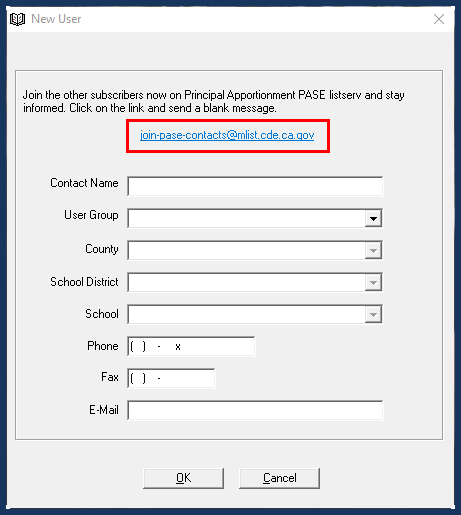 New User
Join the other subscribers now on Principal Apportionment PASE listserv and stay
informed. Click on the link and send a blank message.
join-pase-contacts@mlist.cde.ca.gov
Contact Name
User Group
County
School District
School
Phone ( ) - x
Fax ( ) -
E-Mail
OK Cancel